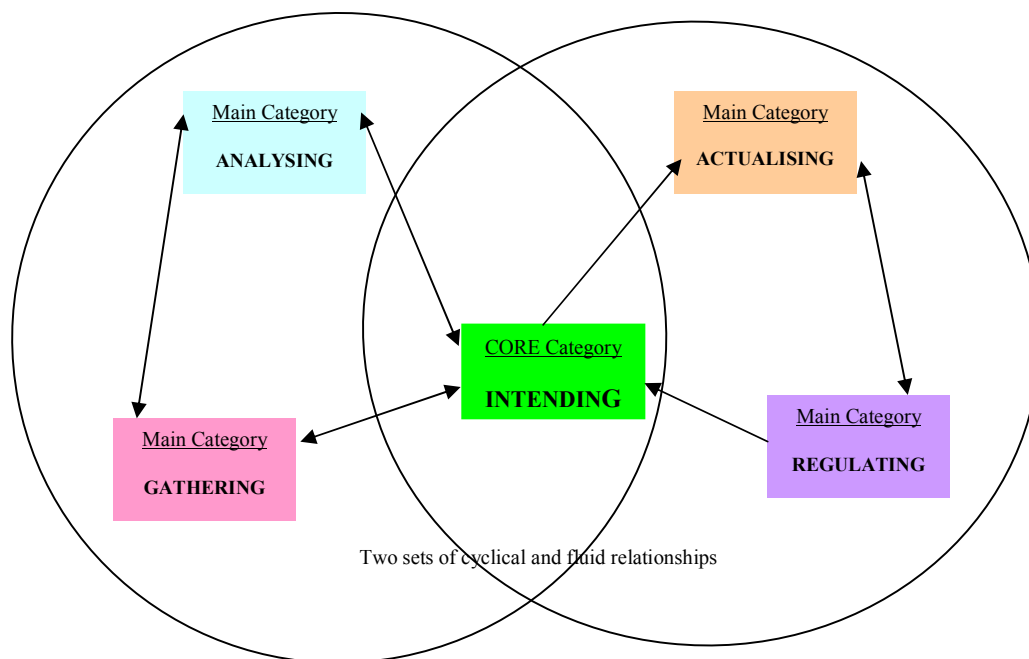 Main Category
ANALYSING
Main Category
ACTUALISING
CORE Category
INTENDING
Main Category
GATHERING
Main Category
REGULATING
Two sets of cyclical and fluid relationships